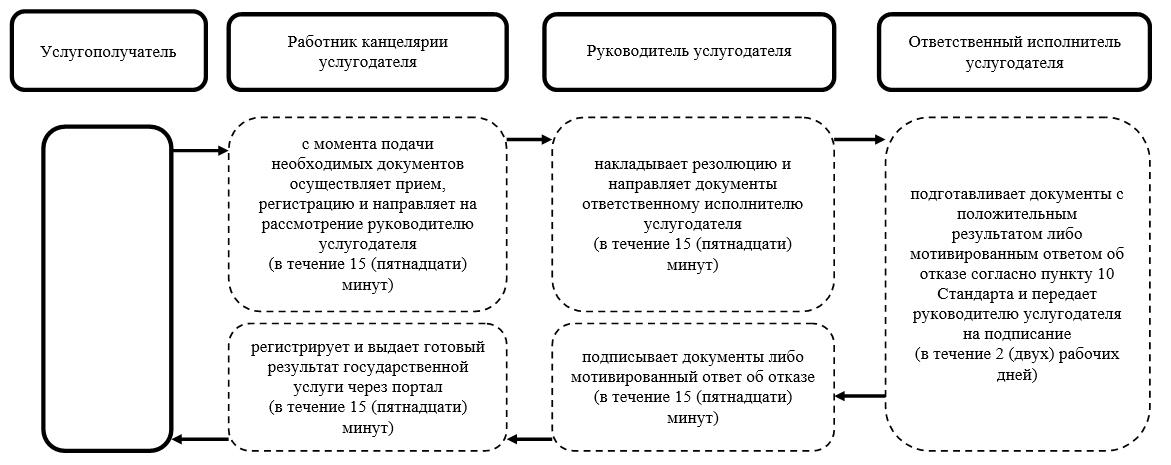 Услугополучатель
Работник канцелярии
услугодателя
Руководитель услугодателя
Ответственный исполнитель
услугодателя
с момента подачи
необходимых документов
осуществляет прием,
регистрацию и направляет на
рассмотрение руководителю
услугодателя
(в течение 15 (пятнадцати)
минут)
накладывает резолюцию и
направляет документы
ответственному исполнителю
услугодателя
(в течение 15 (пятнадцати)
минут)
подготавливает документы с
положительным
результатом либо
мотивированным ответом об
отказе согласно пункту 10
Стандарта и передает
руководителю услугодателя
на подписание
(в течение 2 (двух) рабочих
дней)
регистрирует и выдает готовый
результат государственной
услуги через портал
(в течение 15 (пятнадцати)
минут)
подписывает документы либо
мотивированный ответ об отказе
(в течение 15 (пятнадцати)
минут)